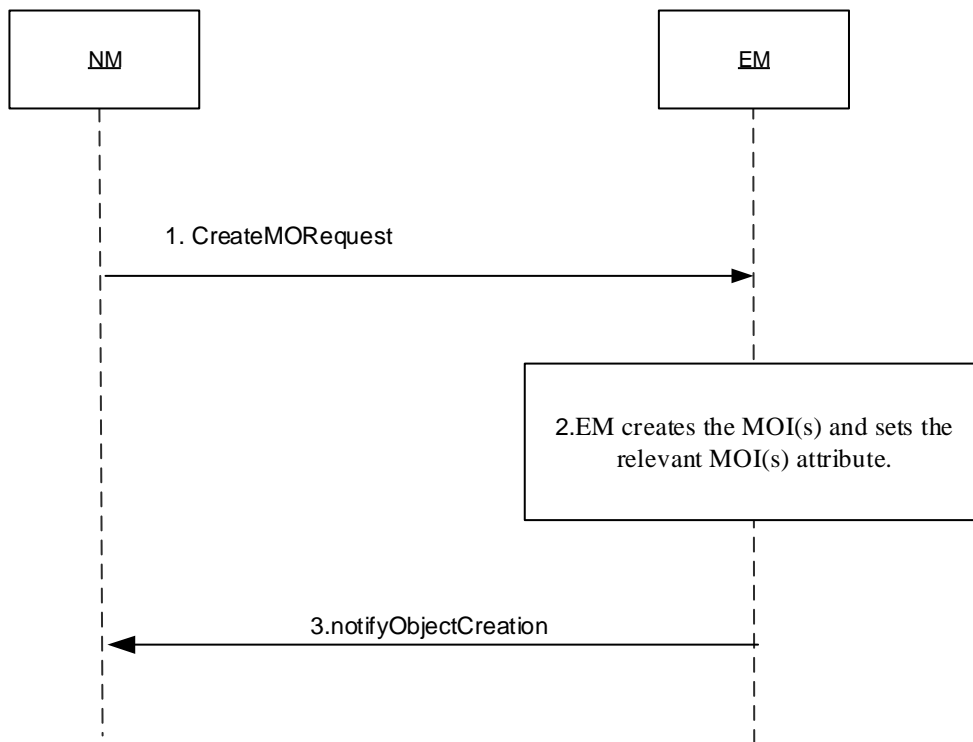 NM
EM
1. CreateMORequest
2.EM creates the MOI(s) and sets the
relevant MOI(s) attribute.
3.notifyObjectCreation